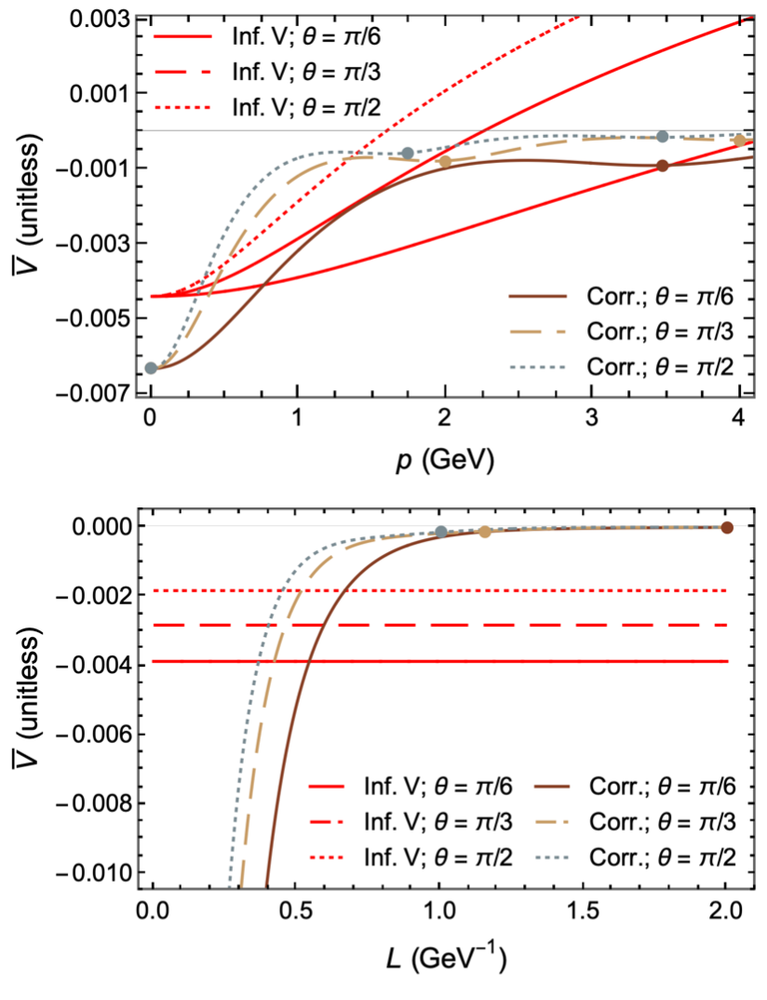 0.003
Inf. V; θ = π/6
Inf. V; θ = π/3
Inf. V; θ = π/2
0.001
−0.001
−0.003
−0.005
−0.007
V̅ (unitless)
Corr.; θ = π/6
Corr.; θ = π/3
Corr.; θ = π/2
0 1 2 3 4
p (GeV)
0.000
−0.002
−0.004
−0.006
−0.008
−0.010
V̅ (unitless)
Inf. V; θ = π/6 Corr.; θ = π/6
Inf. V; θ = π/3 Corr.; θ = π/3
Inf. V; θ = π/2 Corr.; θ = π/2
0.0 0.5 1.0 1.5 2.0
L (GeV⁻¹)